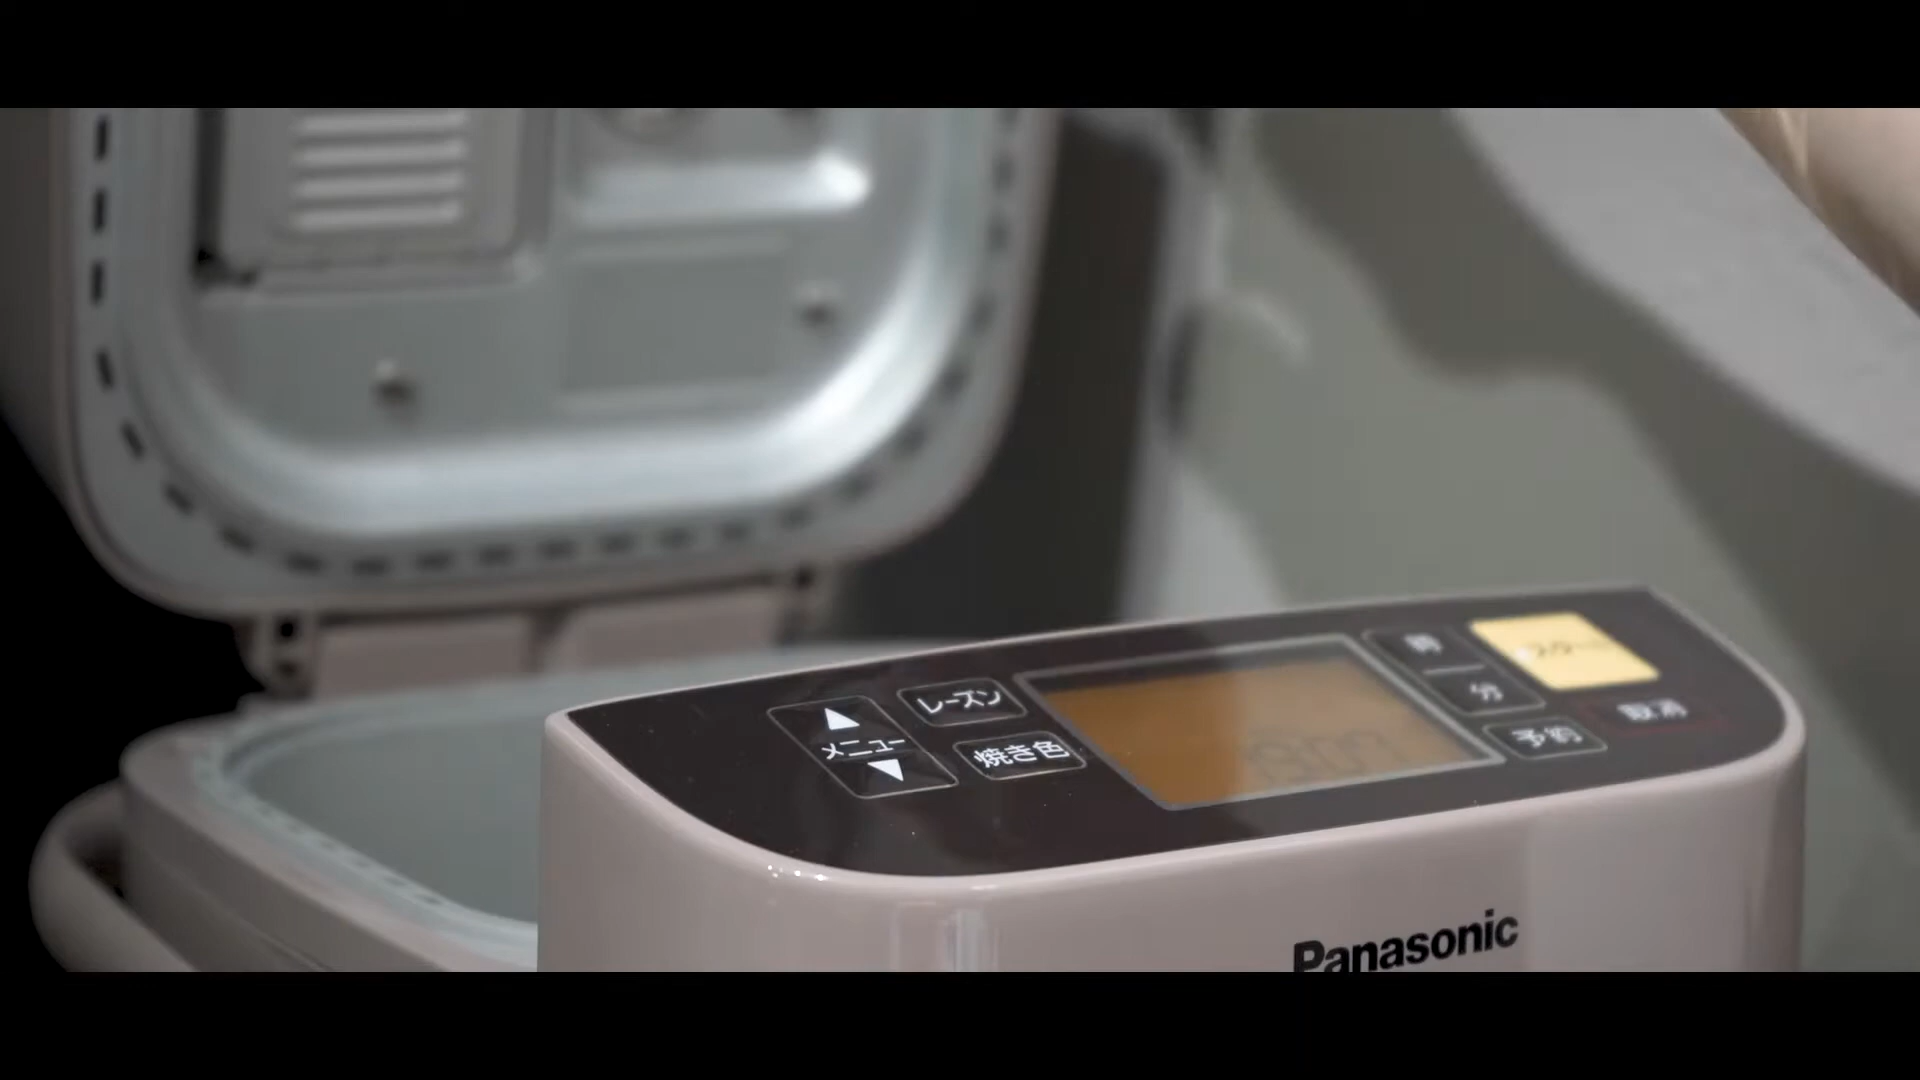 ▲
メニュー
▼
レーズン
焼き色
時
分
予約
取消
Panasonic